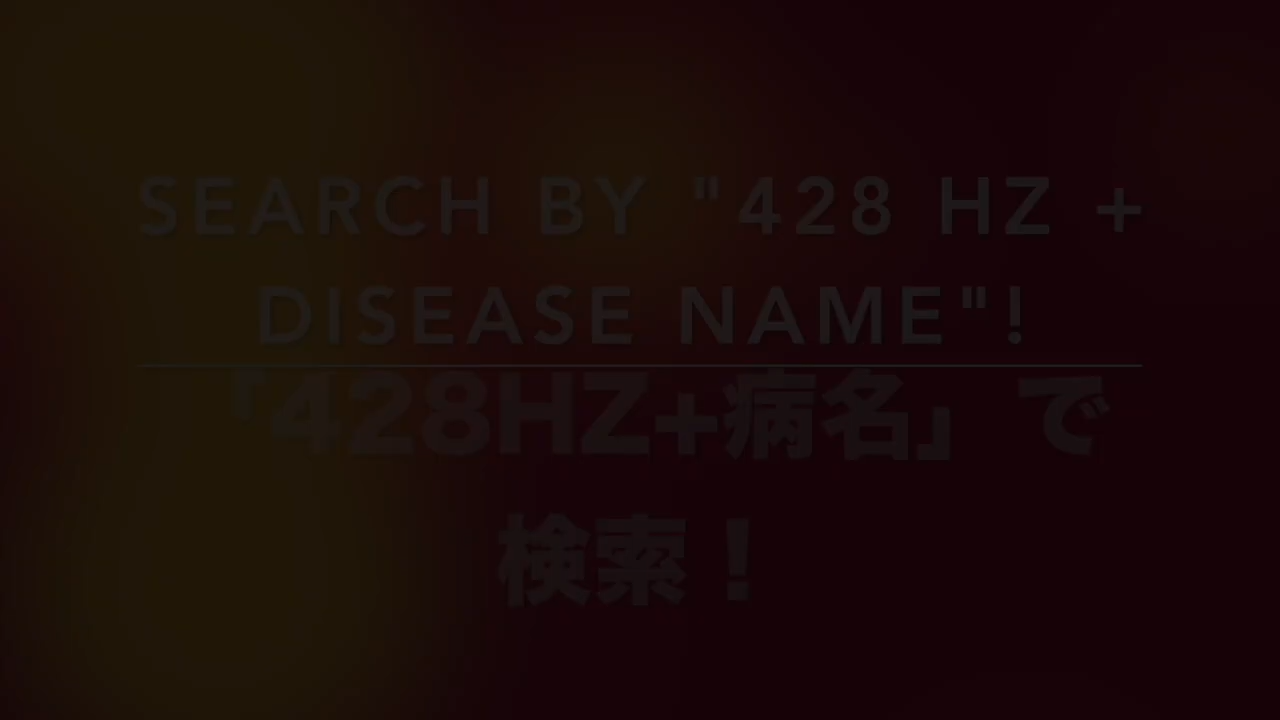 SEARCH BY "428 HZ +
DISEASE NAME"!
「428HZ+病名」で
検索！